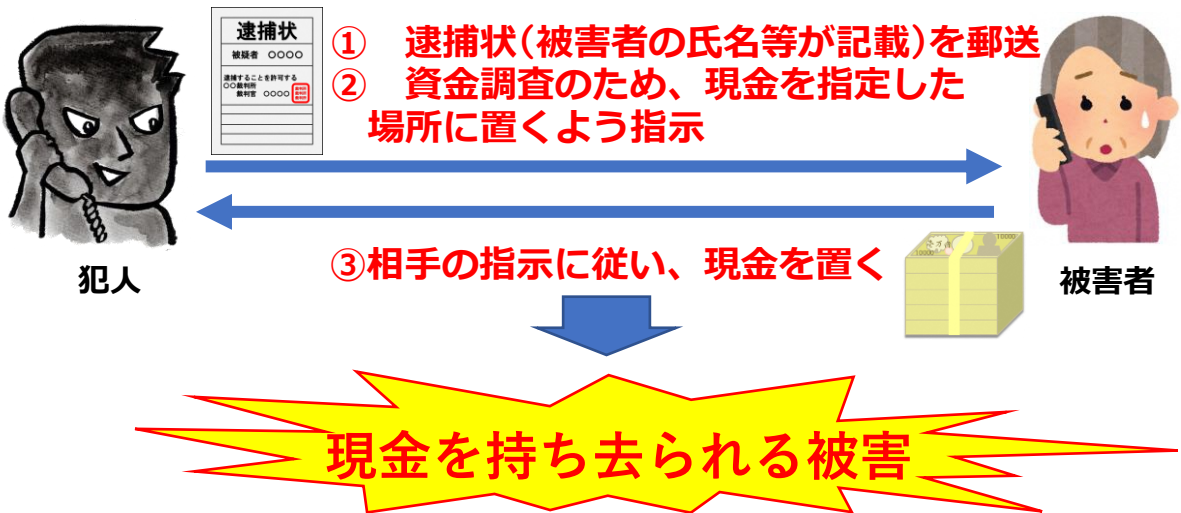 逮捕状
被疑者 ○○○○
逮捕することを許可する
○○裁判所
裁判官 ○○○○
① 逮捕状(被害者の氏名等が記載)を郵送
② 資金調査のため、現金を指定した
場所に置くよう指示
犯人
③相手の指示に従い、現金を置く
10000
10000
被害者
現金を持ち去られる被害